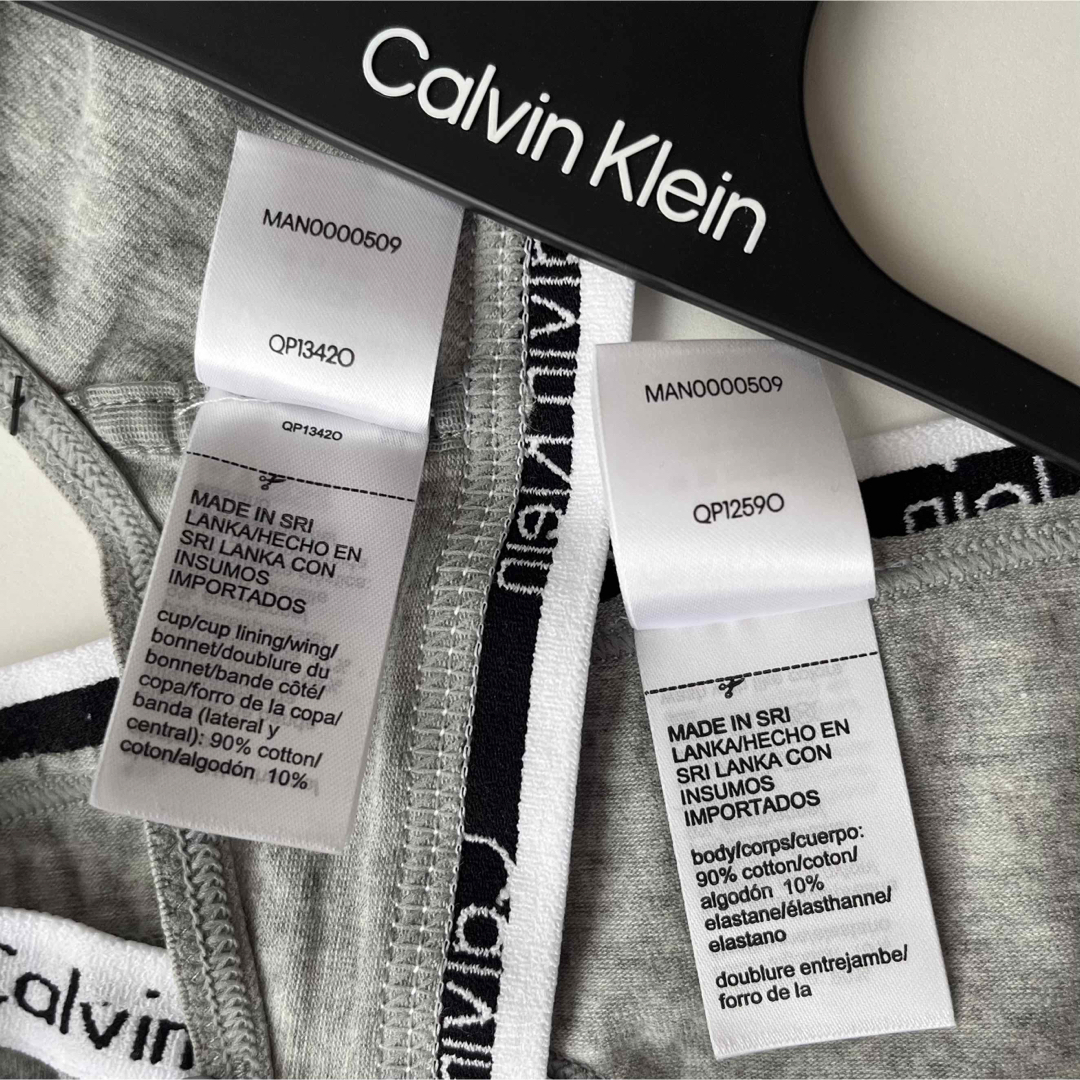 Calvin Klein
MAN0000509
QP1342O
QP1342O
MADE IN SRI
LANKA/HECHO EN
SRI LANKA CON
INSUMOS
IMPORTADOS
cup/cup lining/wing/
bonnet/doublure du
bonnet/bande côté/
copa/forro de la copa/
banda (lateral y
central): 90% cotton/
coton/algodón 10%
MAN0000509
QP1259O
MADE IN SRI
LANKA/HECHO EN
SRI LANKA CON
INSUMOS
IMPORTADOS
body/corps/cuerpo:
90% cotton/coton/
algodón 10%
elastane/élasthanne/
elastano
doublure entrejambe/
forro de la
Calvin Klein
Calvin